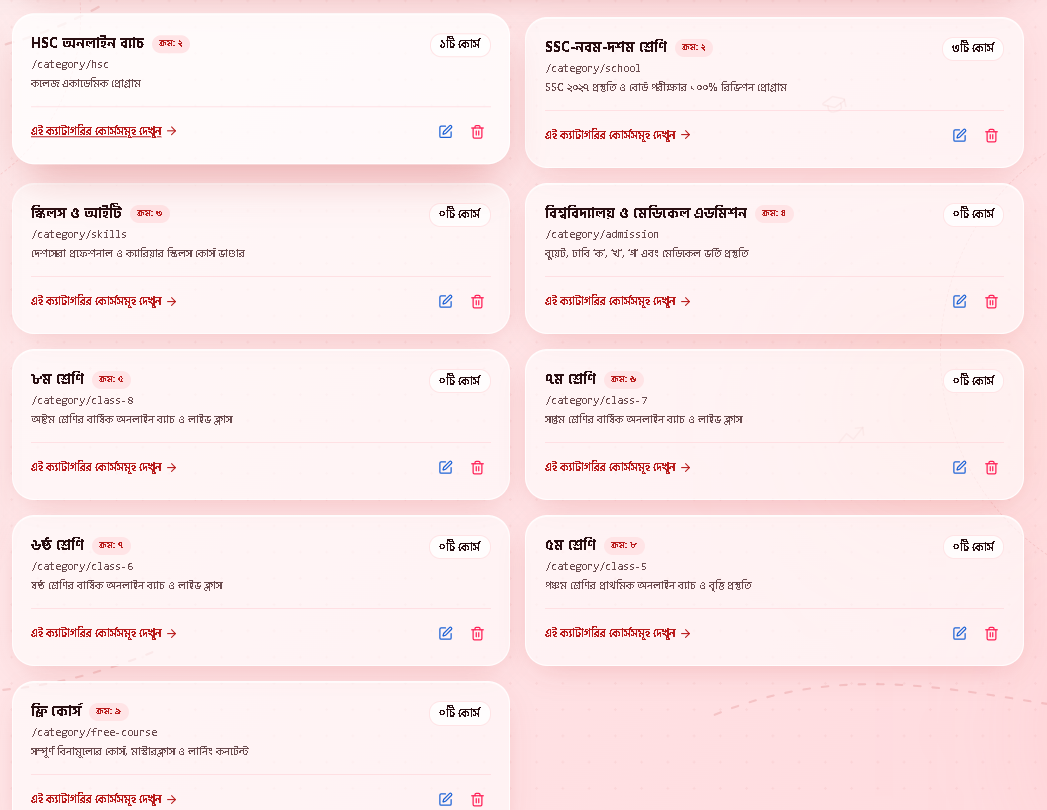 HSC অনলাইন ব্যাচ ক্রম: ২ ১টি কোর্স
/category/hsc
কলেজ একাডেমিক প্রোগ্রাম
এই ক্যাটাগরির কোর্সসমূহ দেখুন →
SSC-নবম-দশম শ্রেণি ক্রম: ২ ৩টি কোর্স
/category/school
SSC ২০২৭ প্রস্তুতি ও বোর্ড পরীক্ষার ১০০% রিভিশন প্রোগ্রাম
এই ক্যাটাগরির কোর্সসমূহ দেখুন →
স্কিলস ও আইটি ক্রম: ৩ ০টি কোর্স
/category/skills
দেশসেরা প্রফেশনাল ও ক্যারিয়ার স্কিলস কোর্স ভাণ্ডার
এই ক্যাটাগরির কোর্সসমূহ দেখুন →
বিশ্ববিদ্যালয় ও মেডিকেল এডমিশন ক্রম: ৪ ০টি কোর্স
/category/admission
বুয়েট, ঢাবি ‘ক’, ‘খ’, ‘গ’ এবং মেডিকেল ভর্তি প্রস্তুতি
এই ক্যাটাগরির কোর্সসমূহ দেখুন →
৮ম শ্রেণি ক্রম: ৫ ০টি কোর্স
/category/class-8
অষ্টম শ্রেণির বার্ষিক অনলাইন ব্যাচ ও লাইভ ক্লাস
এই ক্যাটাগরির কোর্সসমূহ দেখুন →
৭ম শ্রেণি ক্রম: ৬ ০টি কোর্স
/category/class-7
সপ্তম শ্রেণির বার্ষিক অনলাইন ব্যাচ ও লাইভ ক্লাস
এই ক্যাটাগরির কোর্সসমূহ দেখুন →
৬ষ্ঠ শ্রেণি ক্রম: ৭ ০টি কোর্স
/category/class-6
ষষ্ঠ শ্রেণির বার্ষিক অনলাইন ব্যাচ ও লাইভ ক্লাস
এই ক্যাটাগরির কোর্সসমূহ দেখুন →
৫ম শ্রেণি ক্রম: ৮ ০টি কোর্স
/category/class-5
পঞ্চম শ্রেণির প্রাথমিক অনলাইন ব্যাচ ও বৃত্তি প্রস্তুতি
এই ক্যাটাগরির কোর্সসমূহ দেখুন →
ফ্রি কোর্স ক্রম: ৯ ০টি কোর্স
/category/free-course
সম্পূর্ণ বিনামূল্যের কোর্স, মাস্টারক্লাস ও লার্নিং কনটেন্ট
এই ক্যাটাগরির কোর্সসমূহ দেখুন →